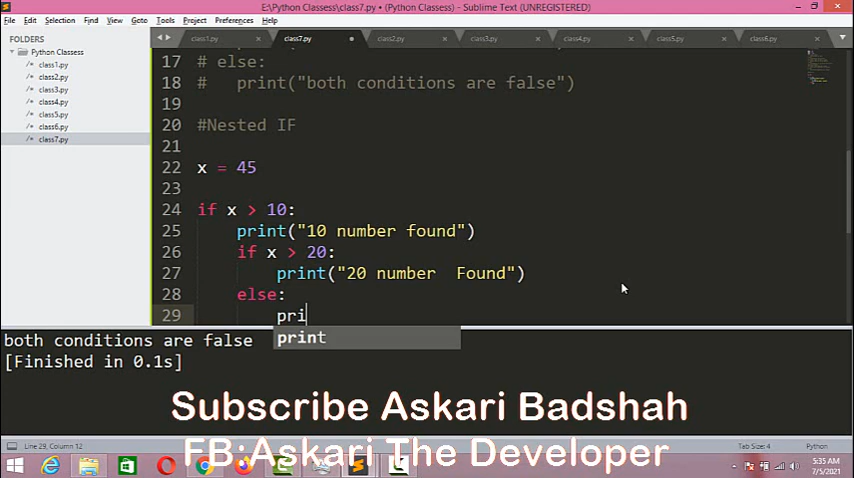 E:\Python Classess\class7.py • (Python Classess) - Sublime Text (UNREGISTERED)
File Edit Selection Find View Goto Tools Project Preferences Help
FOLDERS
Python Classess
class1.py
class2.py
class3.py
class4.py
class5.py
class6.py
class7.py
class1.py class7.py class2.py class3.py class4.py class5.py class6.py
17 # else:
18 # print("both conditions are false")
19
20 #Nested IF
21
22 x = 45
23
24 if x > 10:
25 print("10 number found")
26 if x > 20:
27 print("20 number  Found")
28 else:
29 pri
print
both conditions are false
[Finished in 0.1s]
Subscribe Askari Badshah
FB:Askari The Developer
Line 29, Column 12 Tab Size: 4 Python
5:35 AM
7/5/2021